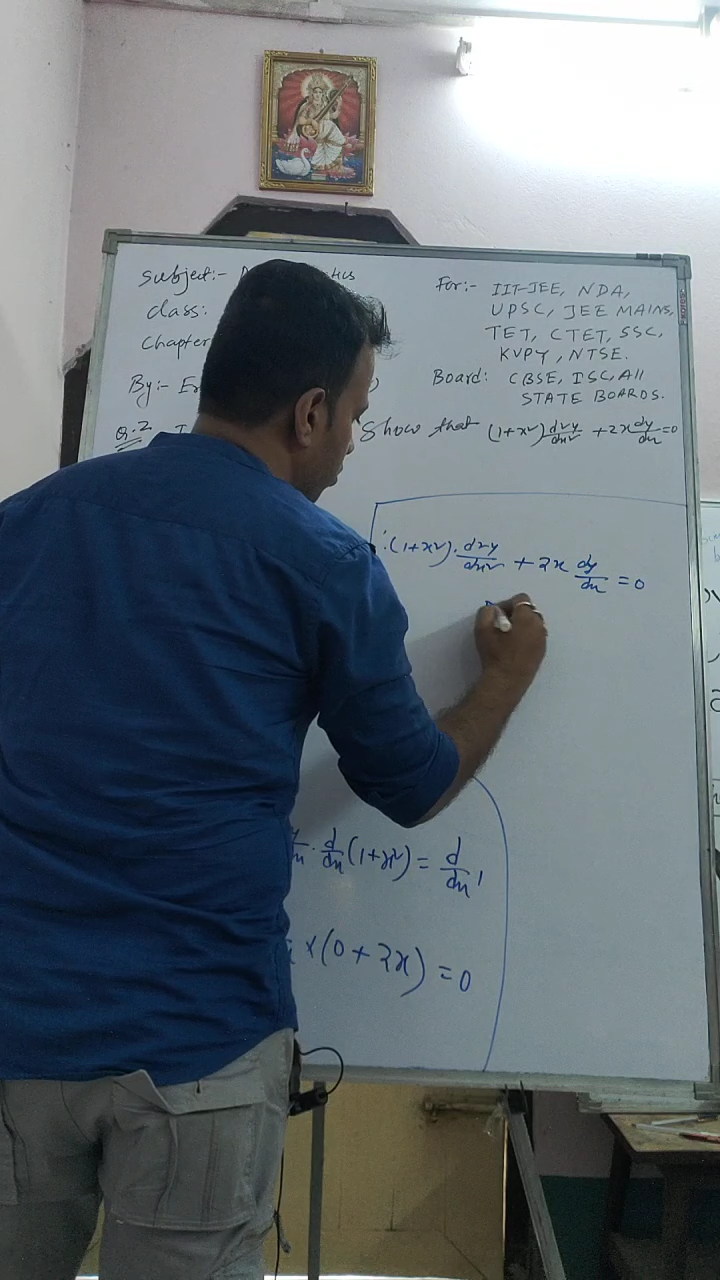 Subject:-
For:- IIT-JEE, NDA,
Class:
UPSC, JEE MAINS,
Chapter
TET, CTET, SSC,
KVPY, NTSE.
By:- Er
Board: CBSE, ISC, All
STATE BOARDS.
Q.2 I Show that (1+x²)d²y/dx² + 2x dy/dx=0
∴(1+x²).d²y/dx² + 2x dy/dx = 0
. d/dx(1+x²) = d/dx 1
x(0+2x) = 0